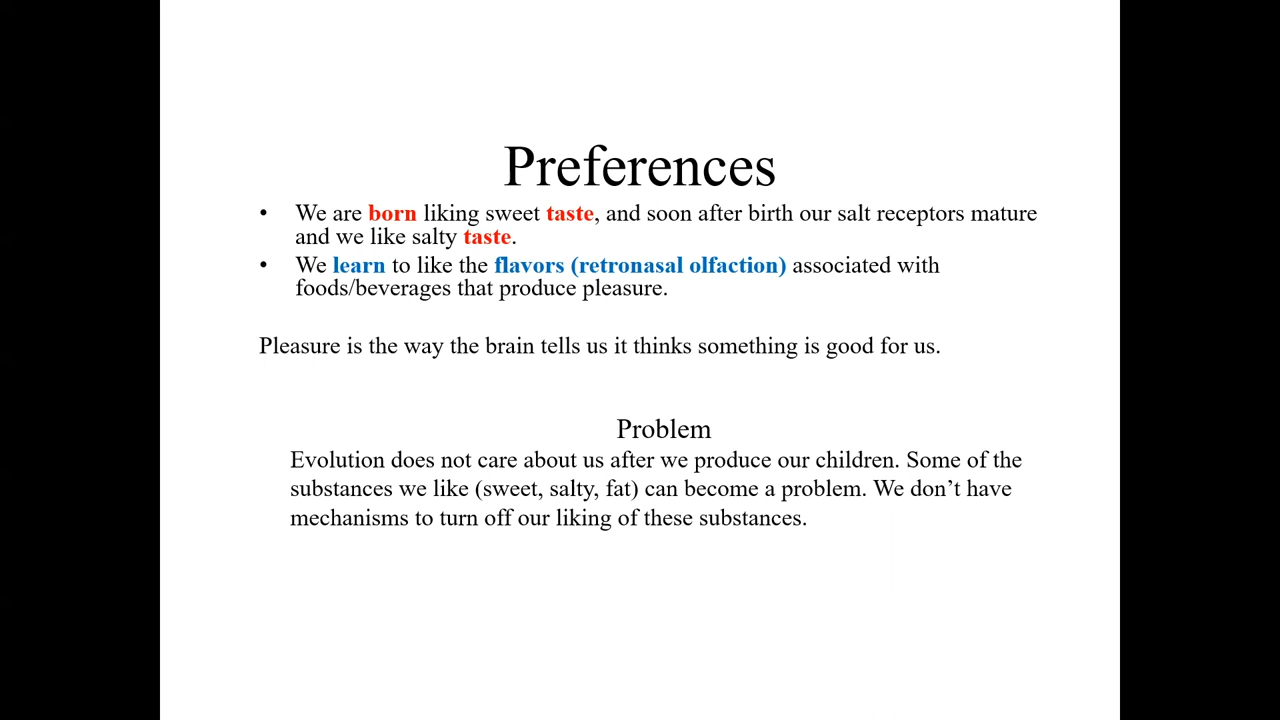 Preferences
• We are born liking sweet taste, and soon after birth our salt receptors mature
and we like salty taste.
• We learn to like the flavors (retronasal olfaction) associated with
foods/beverages that produce pleasure.
Pleasure is the way the brain tells us it thinks something is good for us.
Problem
Evolution does not care about us after we produce our children. Some of the
substances we like (sweet, salty, fat) can become a problem. We don’t have
mechanisms to turn off our liking of these substances.